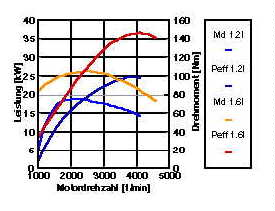 40
35
30
25
20
15
10
5
0
Leistung [kW]
160
140
120
100
80
60
40
20
0
Drehmoment [Nm]
1000 2000 3000 4000 5000
Motordrehzahl [1/min]
Md 1.2l
Peff 1.2l
Md 1.6l
Peff 1.6l